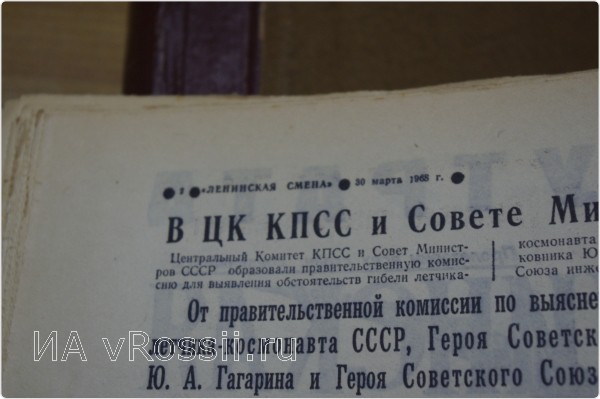 ● 2 ● «ЛЕНИНСКАЯ СМЕНА» ● 30 марта 1968 г. ●
В ЦК КПСС и Совете Ми
Центральный Комитет КПСС и Совет Минист-
ров СССР образовали правительственную комис-
сию для выявления обстоятельств гибели летчика-
космонавта
ковника Ю
Союза инже
От правительственной комиссии по выясне
летчика-космонавта СССР, Героя Советск
Ю. А. Гагарина и Героя Советского Союз
ИА vRossii.ru